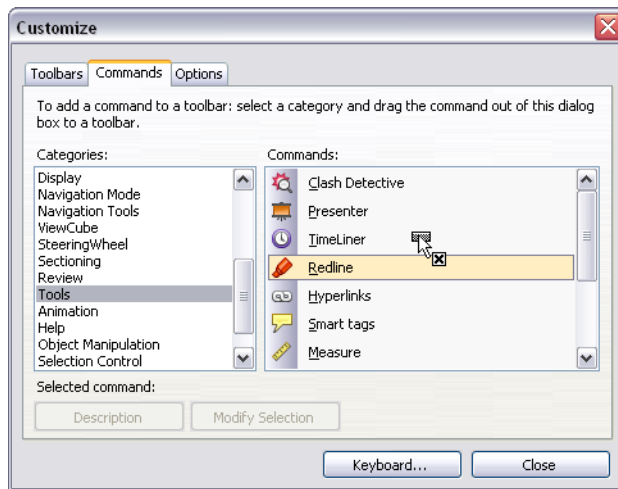 Customize
Toolbars Commands Options
To add a command to a toolbar: select a category and drag the command out of this dialog
box to a toolbar.
Categories:
Display
Navigation Mode
Navigation Tools
ViewCube
SteeringWheel
Sectioning
Review
Tools
Animation
Help
Object Manipulation
Selection Control
Commands:
Clash Detective
Presenter
TimeLiner
Redline
Hyperlinks
Smart tags
Measure
Selected command:
Description Modify Selection
Keyboard... Close